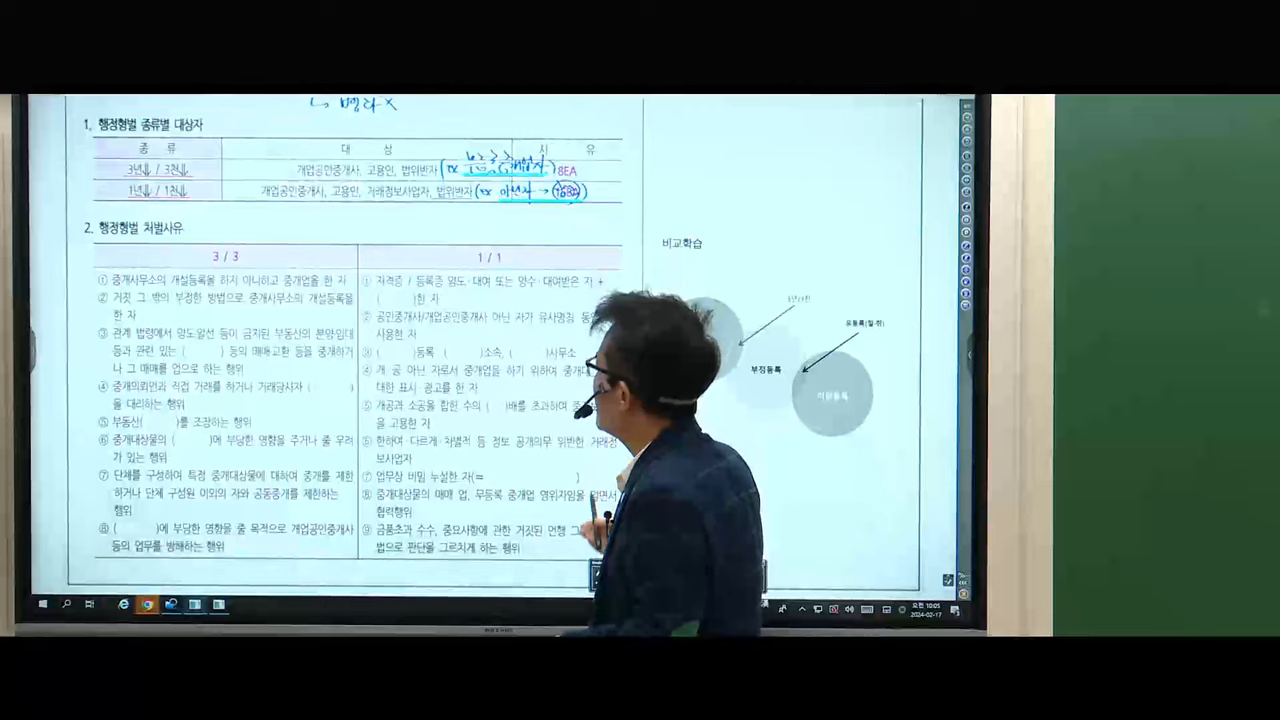 ↳ 벌과 X
1. 행정형벌 종류별 대상자
종 류 대 상 사 유
3년⇓ / 3천⇓ 개업공인중개사, 고용인, 법위반자 8EA
1년⇓ / 1천⇓ 개업공인중개사, 고용인, 거래정보사업자, 법위반자
2. 행정형벌 처벌사유
3 / 3 1 / 1
① 중개사무소의 개설등록을 하지 아니하고 중개업을 한 자
② 거짓 그 밖의 부정한 방법으로 중개사무소의 개설등록을
한 자
③ 관계 법령에서 양도알선 등이 금지된 부동산의 분양·임대
등과 관련 있는 ( ) 등의 매매·교환 등을 중개하거
나 그 매매를 업으로 하는 행위
④ 중개의뢰인과 직접 거래를 하거나 거래당사자 ( )
을 대리하는 행위
⑤ 부동산( )를 조장하는 행위
⑥ 중개대상물의 ( )에 부당한 영향을 주거나 줄 우려
가 있는 행위
⑦ 단체를 구성하여 특정 중개대상물에 대하여 중개를 제한
하거나 단체 구성원 이외의 자와 공동중개를 제한하는
행위
⑧ ( )에 부당한 영향을 줄 목적으로 개업공인중개사
등의 업무를 방해하는 행위
① 자격증 / 등록증 양도·대여 또는 양수·대여받은 자 +
( )한 자
② 공인중개사/개업공인중개사 아닌 자가 유사명칭
사용한 자
③ ( )등록 ( )소속, ( )사무소
④ 개 공 아닌 자로서 중개업을 하기 위하여 중개대
대한 표시·광고를 한 자
⑤ 개공과 소공을 합한 수의 ( )배를 초과하여
을 고용한 자
⑥ 한하여·다르게·차별적 등 정보 공개의무 위반한 거래정
보사업자
⑦ 업무상 비밀 누설한 자(= )
⑧ 중개대상물의 매매 업, 무등록 중개업 영위자임을 알면서
협력행위
⑨ 금품초과 수수, 중요사항에 관한 거짓된 언행
법으로 판단을 그르치게 하는 행위
비교학습
부정등록
오전 10:05
2024-02-17